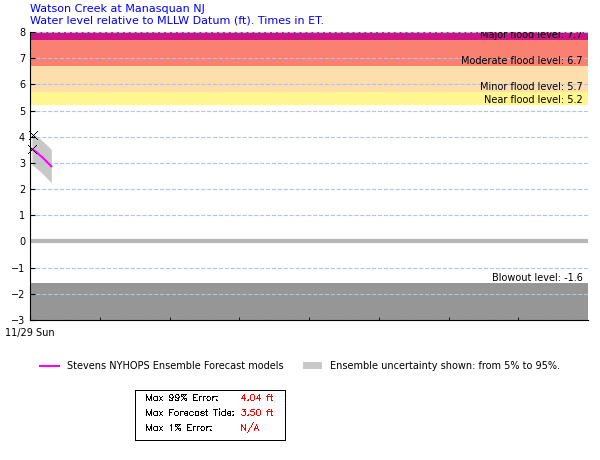 Watson Creek at Manasquan NJ
Water level relative to MLLW Datum (ft). Times in ET.
8
Major flood level: 7.7
7
Moderate flood level: 6.7
6
Minor flood level: 5.7
Near flood level: 5.2
5
4
3
2
1
0
−1
Blowout level: -1.6
−2
−3
11/29 Sun
Stevens NYHOPS Ensemble Forecast models
Ensemble uncertainty shown: from 5% to 95%.
Max 99% Error: 4.04 ft
Max Forecast Tide: 3.50 ft
Max 1% Error: N/A